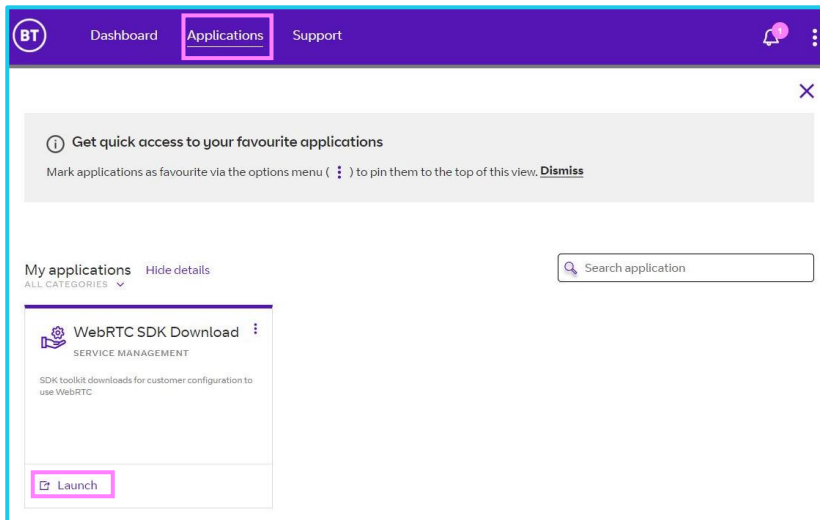 BT Dashboard Applications Support 1
Get quick access to your favourite applications
Mark applications as favourite via the options menu ( ⋮ ) to pin them to the top of this view. Dismiss
My applications Hide details
Search application
ALL CATEGORIES
WebRTC SDK Download
SERVICE MANAGEMENT
SDK toolkit downloads for customer configuration to
use WebRTC
Launch